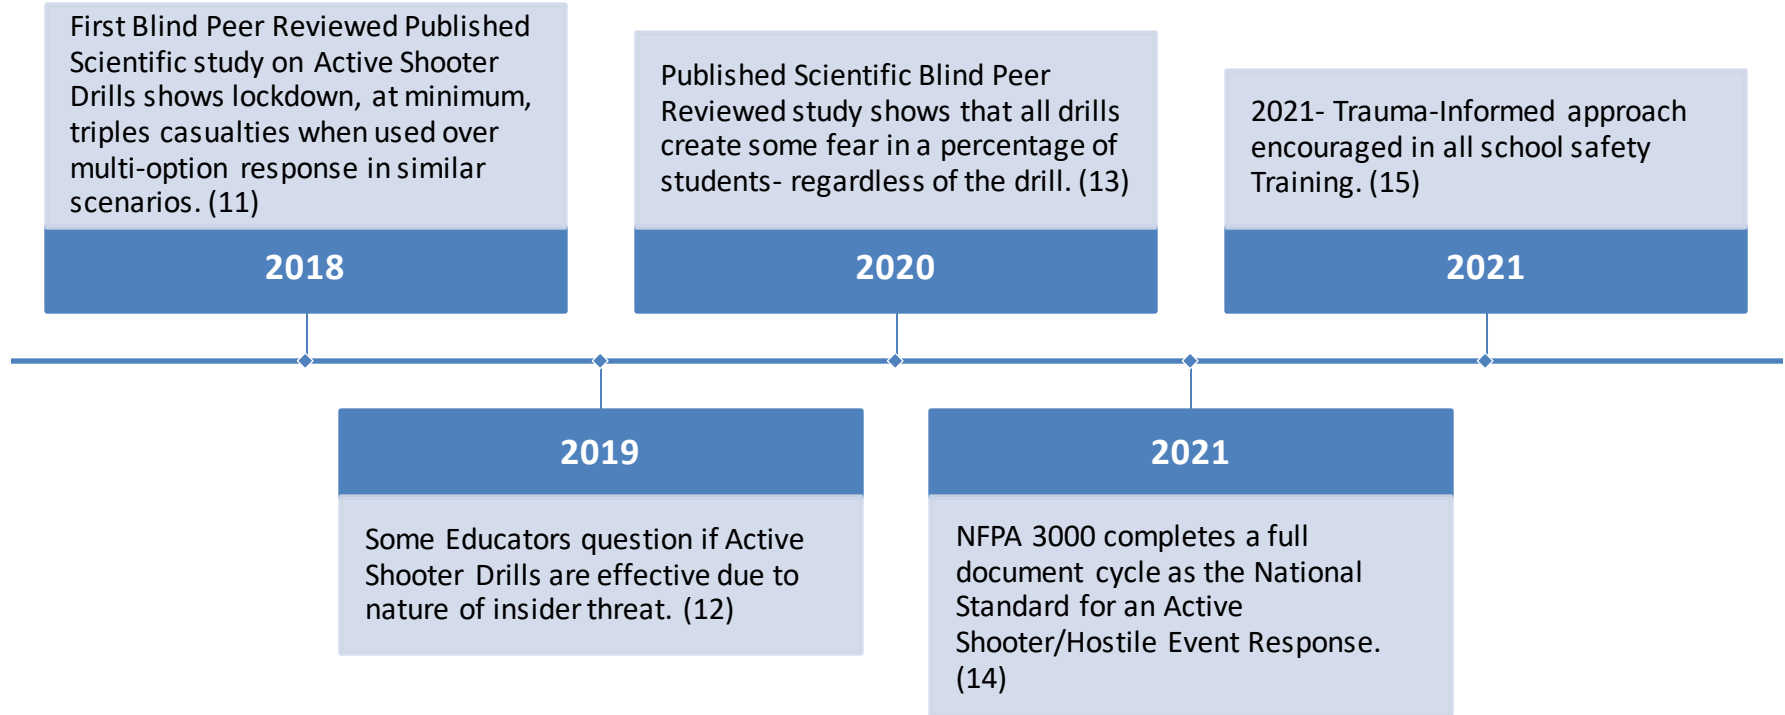 First Blind Peer Reviewed Published
Scientific study on Active Shooter
Drills shows lockdown, at minimum,
triples casualties when used over
multi-option response in similar
scenarios. (11)
2018
Some Educators question if Active
Shooter Drills are effective due to
nature of insider threat. (12)
2019
Published Scientific Blind Peer
Reviewed study shows that all drills
create some fear in a percentage of
students- regardless of the drill. (13)
2020
NFPA 3000 completes a full
document cycle as the National
Standard for an Active
Shooter/Hostile Event Response.
(14)
2021
2021- Trauma-Informed approach
encouraged in all school safety
Training. (15)
2021